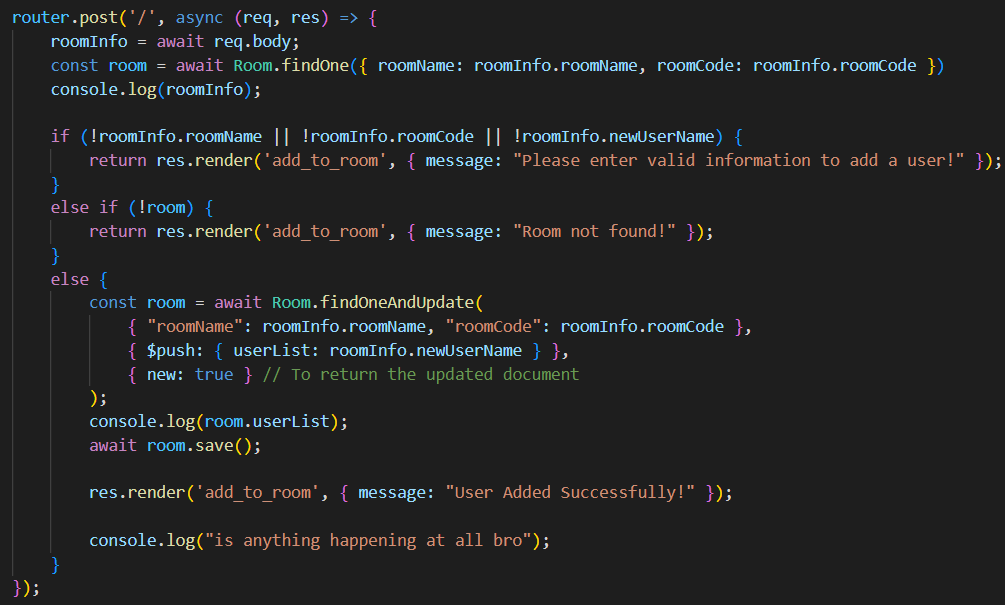 router.post('/', async (req, res) => {
    roomInfo = await req.body;
    const room = await Room.findOne({ roomName: roomInfo.roomName, roomCode: roomInfo.roomCode })
    console.log(roomInfo);
    if (!roomInfo.roomName || !roomInfo.roomCode || !roomInfo.newUserName) {
        return res.render('add_to_room', { message: "Please enter valid information to add a user!" });
    }
    else if (!room) {
        return res.render('add_to_room', { message: "Room not found!" });
    }
    else {
        const room = await Room.findOneAndUpdate(
            { "roomName": roomInfo.roomName, "roomCode": roomInfo.roomCode },
            { $push: { userList: roomInfo.newUserName } },
            { new: true } // To return the updated document
        );
        console.log(room.userList);
        await room.save();
        res.render('add_to_room', { message: "User Added Successfully!" });
        console.log("is anything happening at all bro");
    }
});